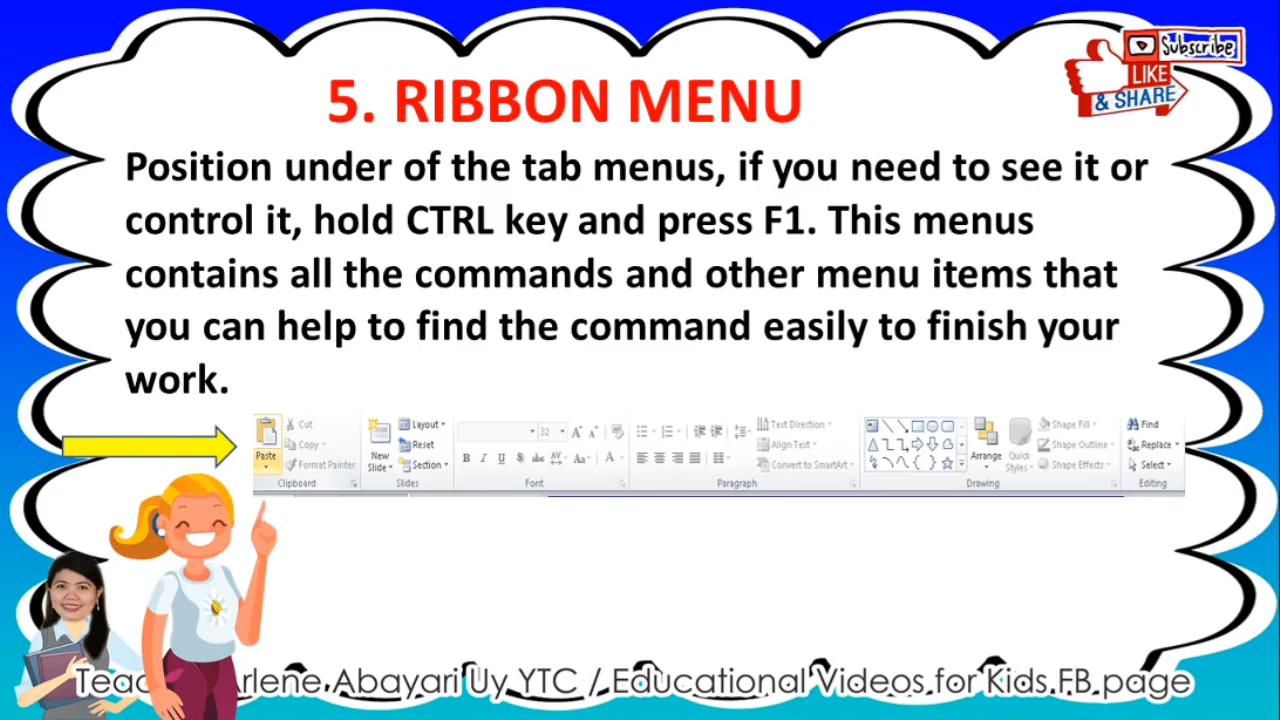 Subscribe
LIKE
& SHARE
5. RIBBON MENU
Position under of the tab menus, if you need to see it or
control it, hold CTRL key and press F1. This menus
contains all the commands and other menu items that
you can help to find the command easily to finish your
work.
Cut
Copy
Format Painter
Paste
Clipboard
New
Slide
Layout
Reset
Section
Slides
32
B I U S abc AV Aa A
Font
Text Direction
Align Text
Convert to SmartArt
Paragraph
Arrange
Quick
Styles
Shape Fill
Shape Outline
Shape Effects
Drawing
Find
Replace
Select
Editing
Abayari Uy YTC / Educational Videos for Kids FB page